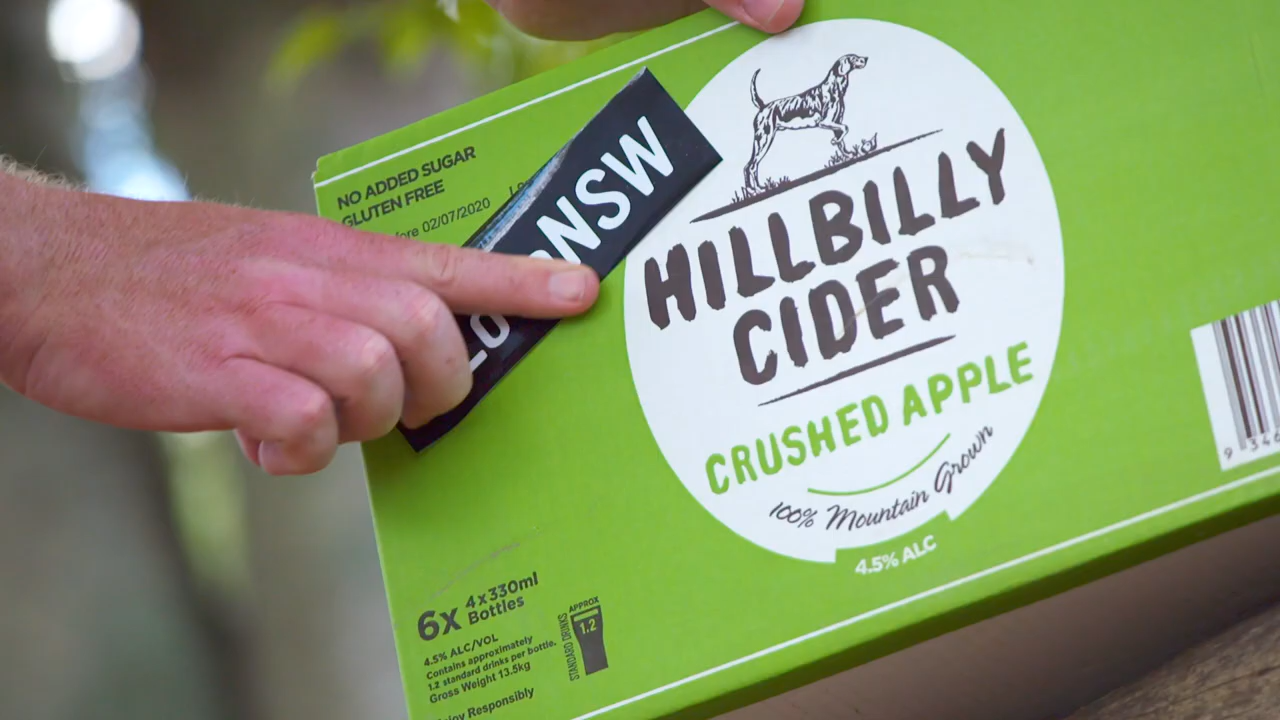 NO ADDED SUGAR
GLUTEN FREE
02/07/2020
NSW
HILLBILLY
CIDER
CRUSHED APPLE
100% Mountain Grown
4.5% ALC
6x 4x330ml
Bottles
4.5% ALC/VOL
Contains approximately
1.2 standard drinks per bottle.
Gross Weight 13.5kg
Responsibly
APPROX
1.2
STANDARD DRINKS
9 342